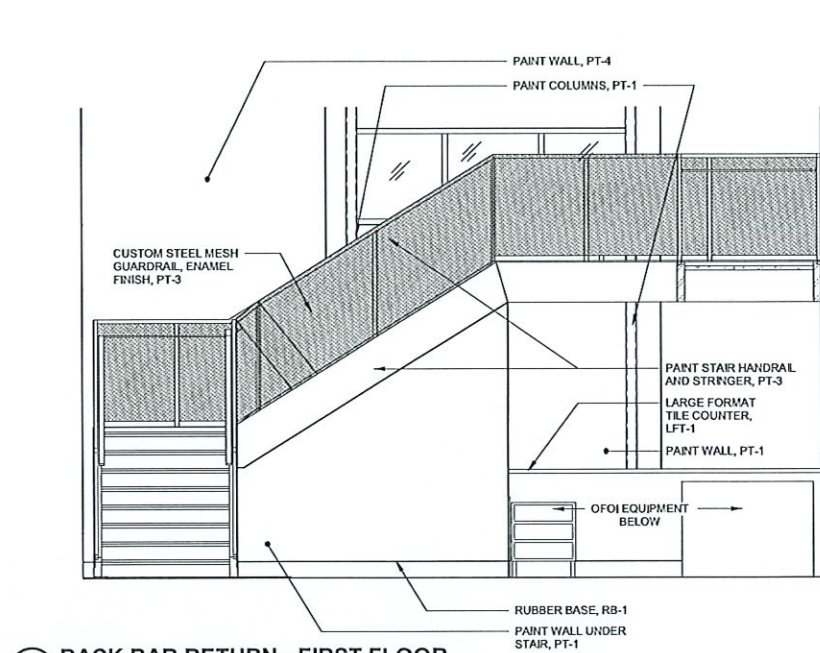 PAINT WALL, PT-4
PAINT COLUMNS, PT-1
CUSTOM STEEL MESH
GUARDRAIL, ENAMEL
FINISH, PT-3
PAINT STAIR HANDRAIL
AND STRINGER, PT-3
LARGE FORMAT
TILE COUNTER,
LFT-1
PAINT WALL, PT-1
OFOI EQUIPMENT
BELOW
RUBBER BASE, RB-1
PAINT WALL UNDER
STAIR, PT-1
BACK BAR RETURN - FIRST FLOOR